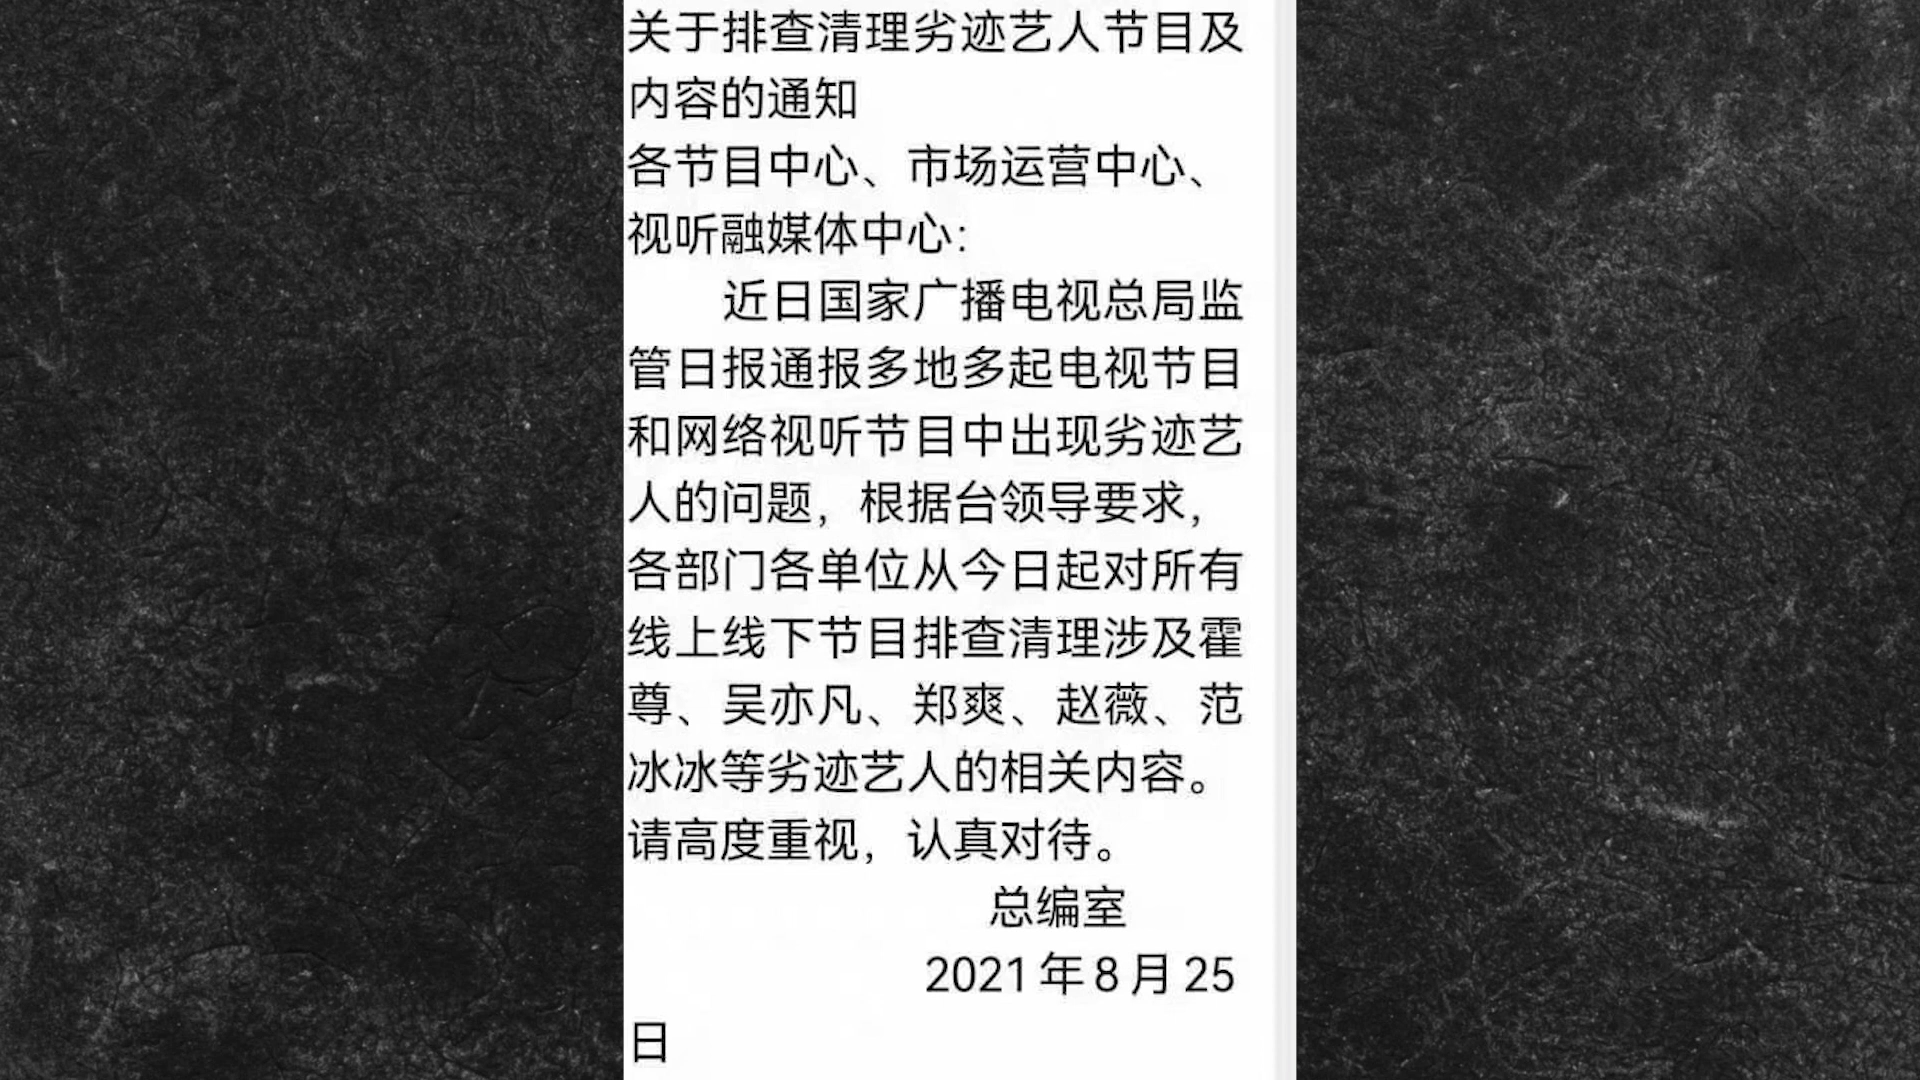 关于排查清理劣迹艺人节目及
内容的通知
各节目中心、市场运营中心、
视听融媒体中心:
近日国家广播电视总局监
管日报通报多地多起电视节目
和网络视听节目中出现劣迹艺
人的问题，根据台领导要求，
各部门各单位从今日起对所有
线上线下节目排查清理涉及霍
尊、吴亦凡、郑爽、赵薇、范
冰冰等劣迹艺人的相关内容。
请高度重视，认真对待。
总编室
2021年8月25
日